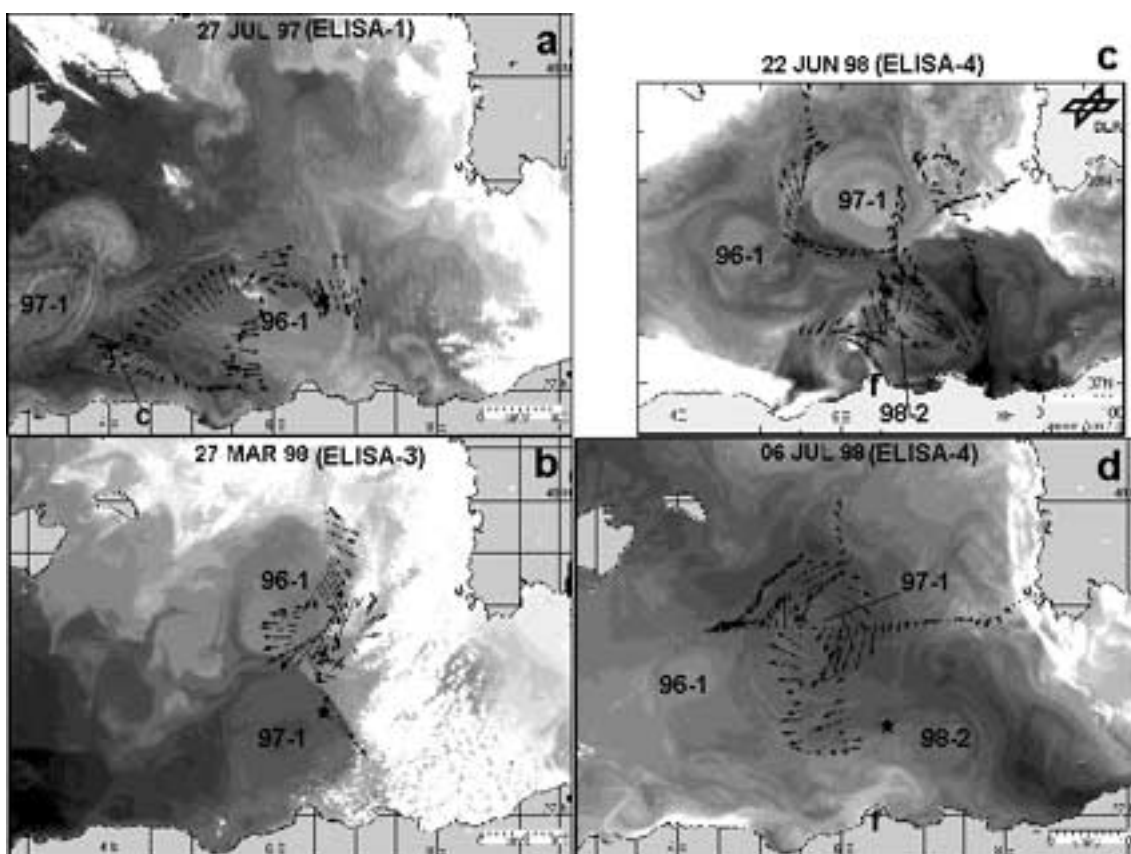 27 JUL 97 (ELISA-1)
a
97-1
96-1
c
22 JUN 98 (ELISA-4)
c
DLR
97-1
96-1
r
98-2
37N
27 MAR 98 (ELISA-3)
b
96-1
97-1
06 JUL 98 (ELISA-4)
d
97-1
96-1
98-2
r